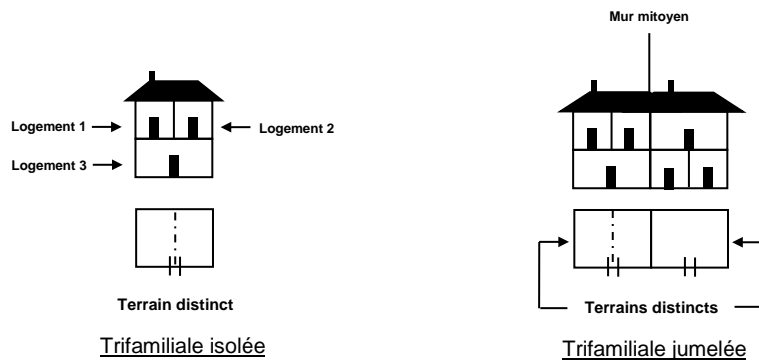 Mur mitoyen
Logement 1
Logement 2
Logement 3
Terrain distinct
Terrains distincts
Trifamiliale isolée
Trifamiliale jumelée